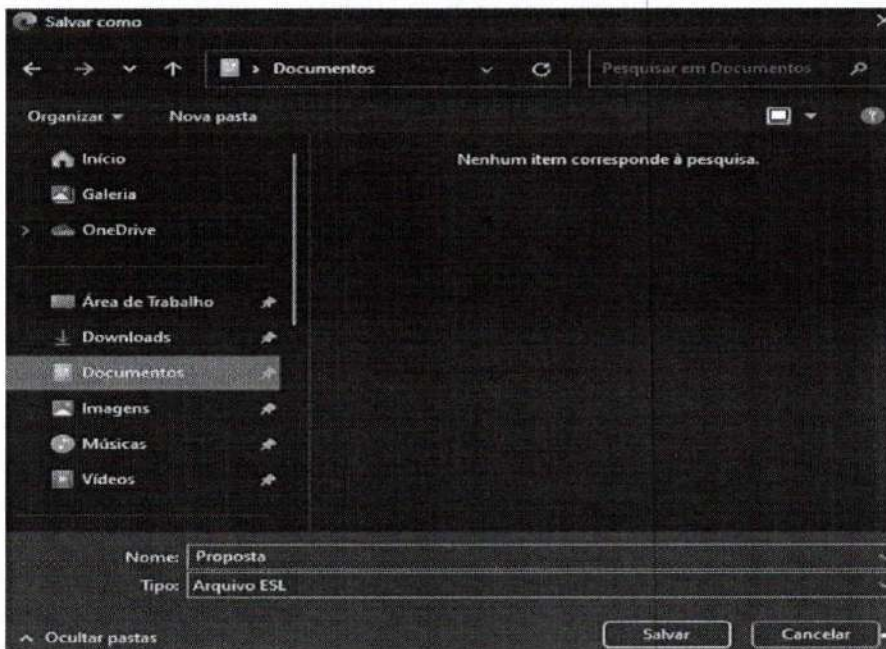 Salvar como
Documentos
Pesquisar em Documentos
Organizar
Nova pasta
Início
Nenhum item corresponde à pesquisa.
Galeria
OneDrive
Área de Trabalho
Downloads
Documentos
Imagens
Músicas
Vídeos
Nome: Proposta
Tipo: Arquivo ESL
Ocultar pastas
Salvar
Cancelar